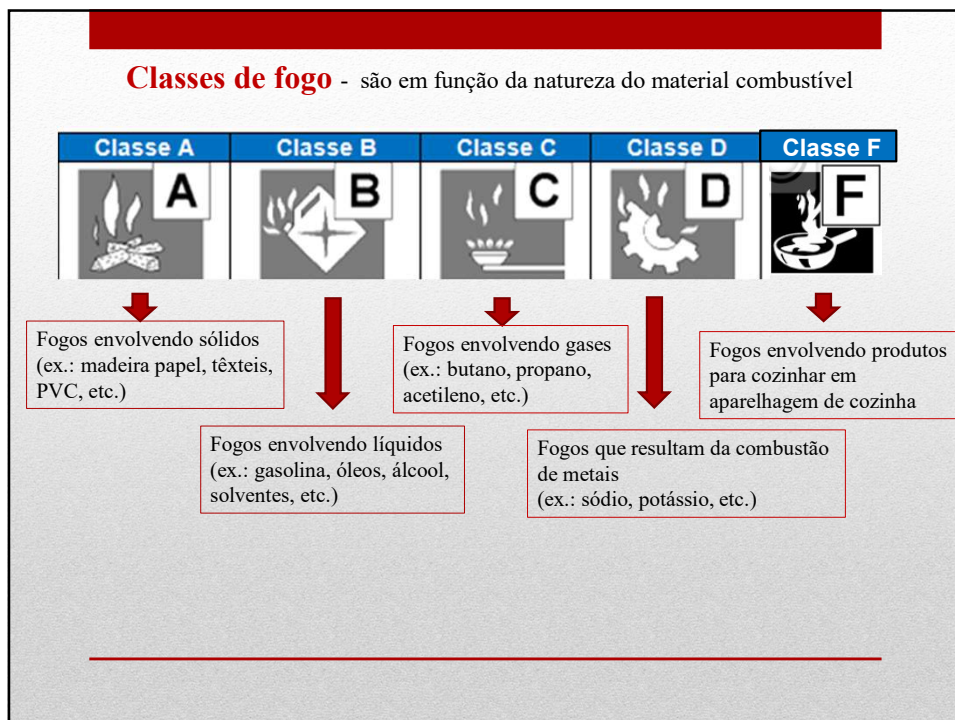 Classes de fogo - são em função da natureza do material combustível
Classe A Classe B Classe C Classe D Classe F
A B C D F
Fogos envolvendo sólidos
(ex.: madeira papel, têxteis,
PVC, etc.)
Fogos envolvendo líquidos
(ex.: gasolina, óleos, álcool,
solventes, etc.)
Fogos envolvendo gases
(ex.: butano, propano,
acetileno, etc.)
Fogos que resultam da combustão
de metais
(ex.: sódio, potássio, etc.)
Fogos envolvendo produtos
para cozinhar em
aparelhagem de cozinha